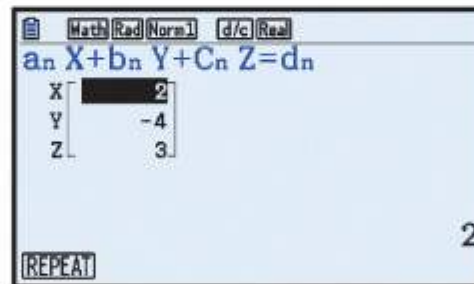 Math Rad Norm1 d/c Real
an X+bn Y+Cn Z=dn
X 2
Y -4
Z 3
2
REPEAT